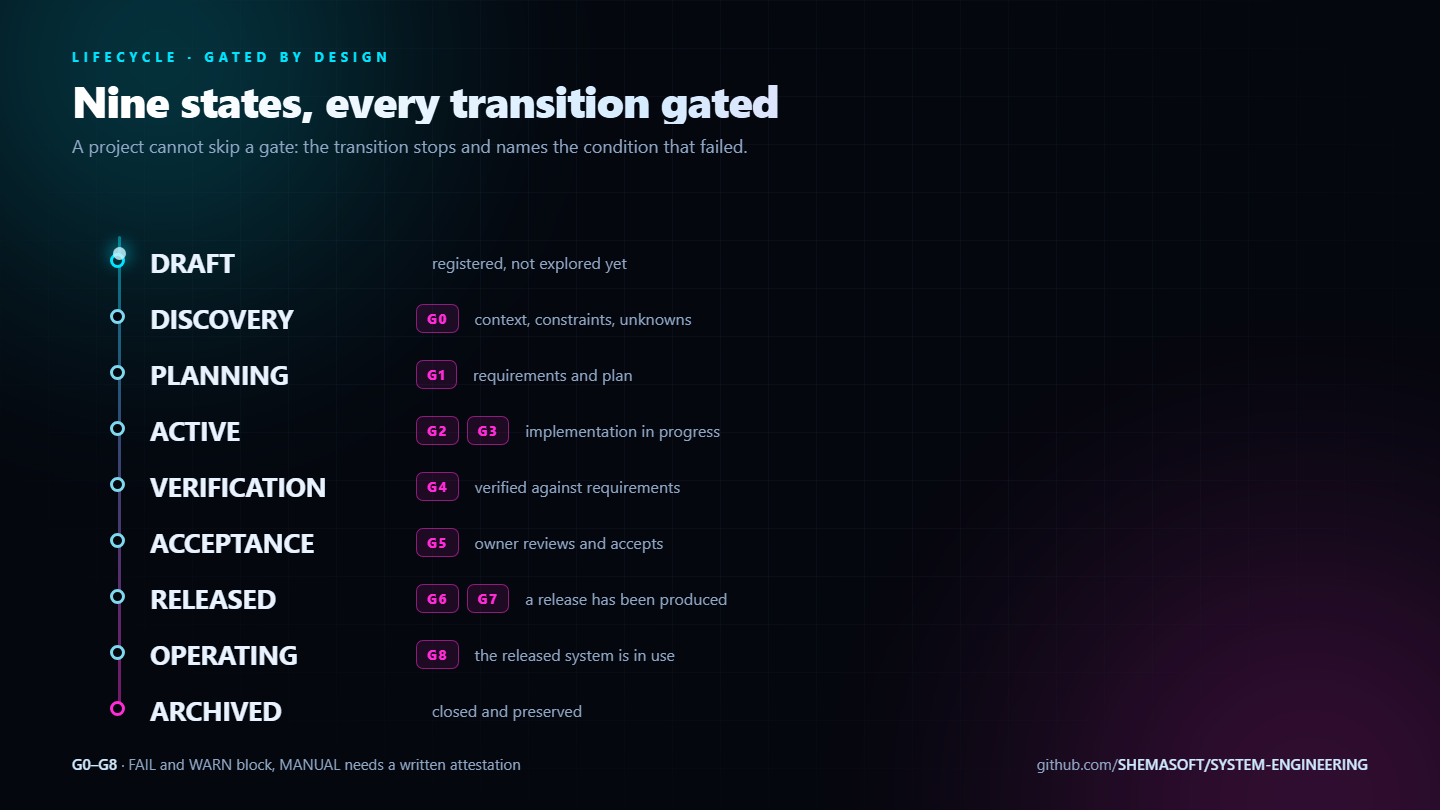 LIFECYCLE · GATED BY DESIGN
Nine states, every transition gated
A project cannot skip a gate: the transition stops and names the condition that failed.
DRAFT registered, not explored yet
DISCOVERY G0 context, constraints, unknowns
PLANNING G1 requirements and plan
ACTIVE G2 G3 implementation in progress
VERIFICATION G4 verified against requirements
ACCEPTANCE G5 owner reviews and accepts
RELEASED G6 G7 a release has been produced
OPERATING G8 the released system is in use
ARCHIVED closed and preserved
G0–G8 · FAIL and WARN block, MANUAL needs a written attestation
github.com/SHEMASOFT/SYSTEM-ENGINEERING